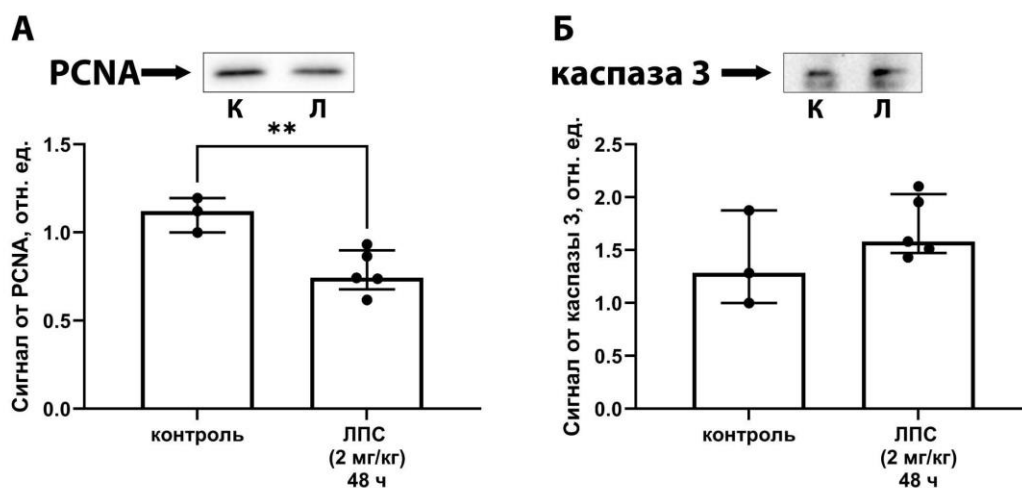 А
PCNA
К Л
**
Сигнал от PCNA, отн. ед.
1.5
1.0
0.5
0.0
контроль
ЛПС
(2 мг/кг)
48 ч
Б
каспаза 3
К Л
Сигнал от каспазы 3, отн. ед.
2.5
2.0
1.5
1.0
0.5
0.0
контроль
ЛПС
(2 мг/кг)
48 ч